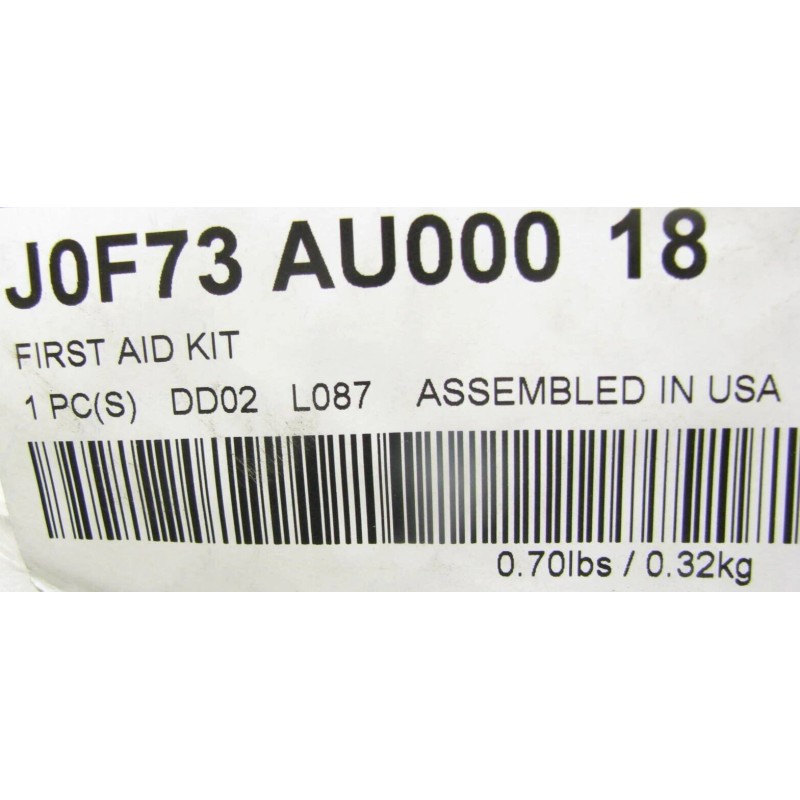 J0F73 AU000 18
FIRST AID KIT
1 PC(S) DD02 L087 ASSEMBLED IN USA
0.70lbs / 0.32kg